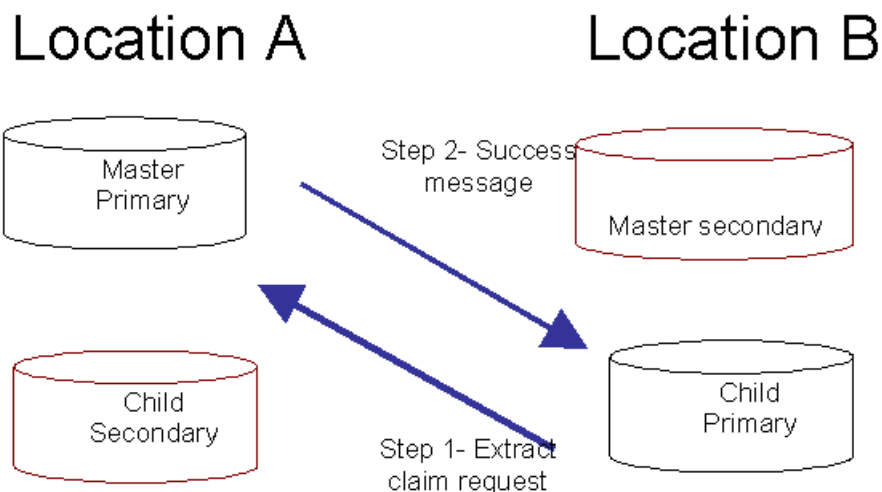 Location A
Location B
Master
Primary
Step 2- Success
message
Master secondary
Child
Secondary
Child
Primary
Step 1- Extract
claim request